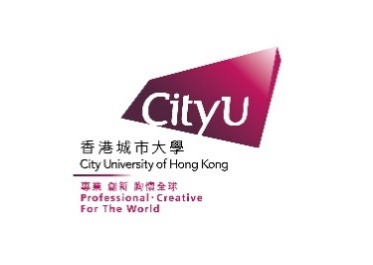 CityU
香港城市大學
City University of Hong Kong
專業 創新 胸懷全球
Professional·Creative
For The World